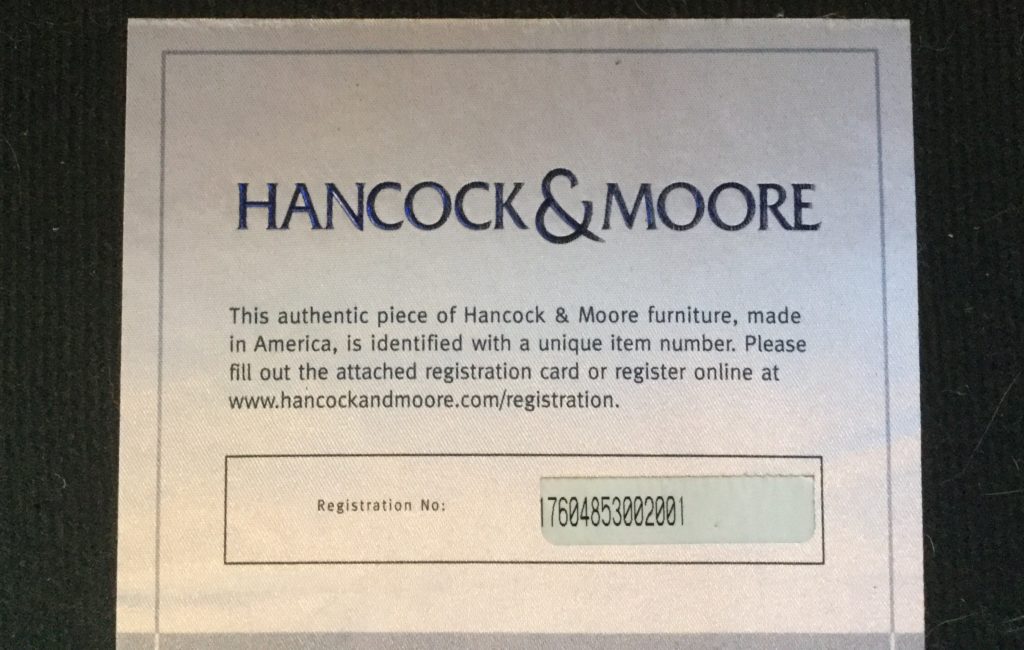 HANCOCK & MOORE
This authentic piece of Hancock & Moore furniture, made
in America, is identified with a unique item number. Please
fill out the attached registration card or register online at
www.hancockandmoore.com/registration.
Registration No: 17604853002001